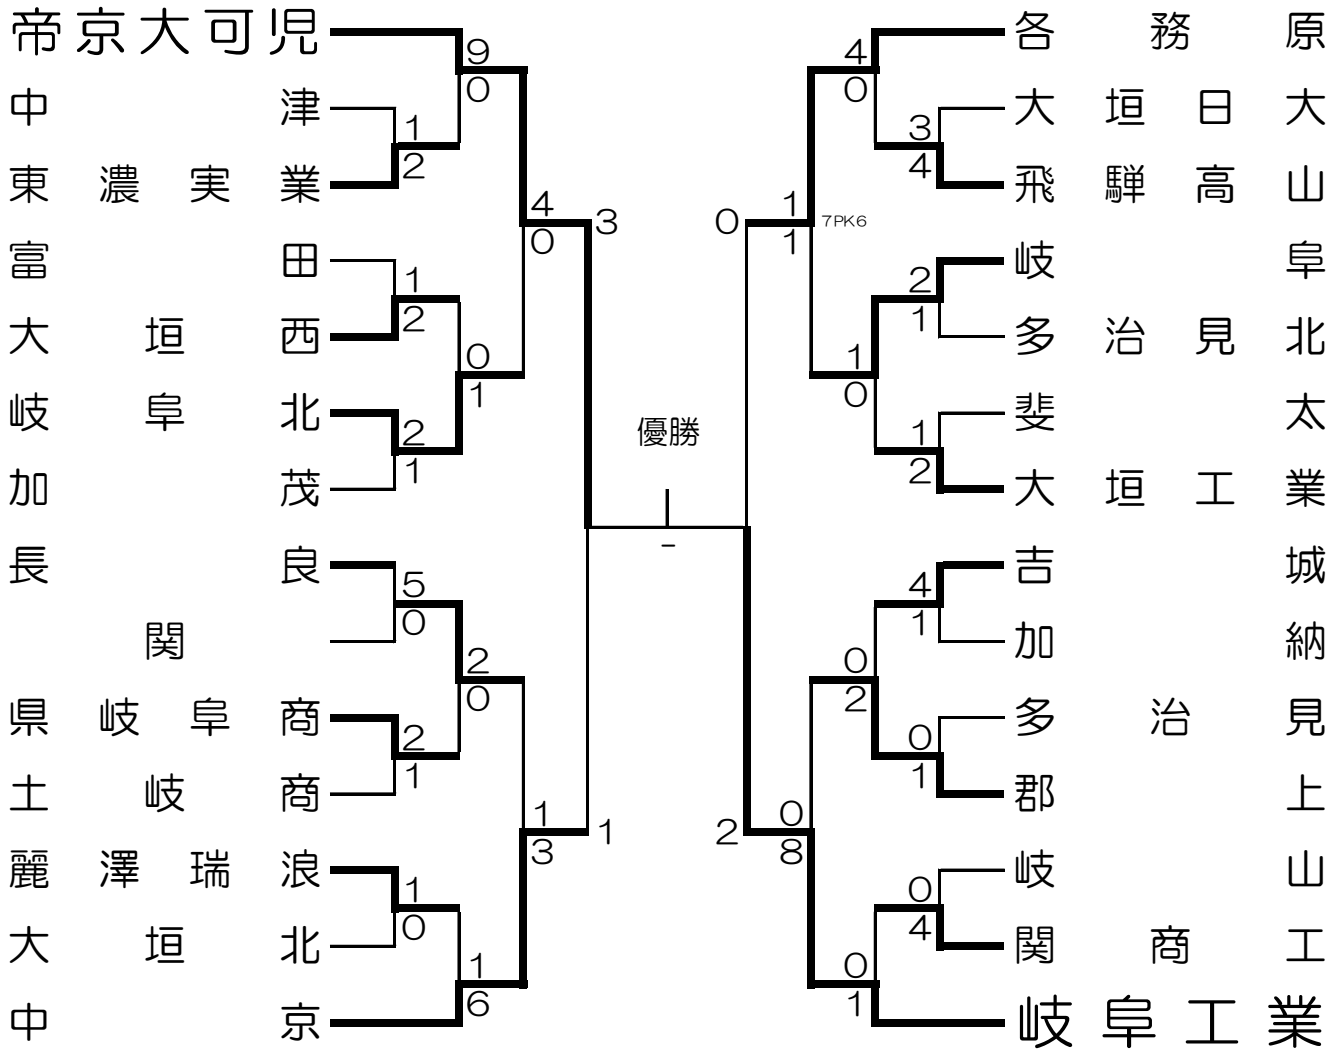 帝京大可児
中津
東濃実業
富田
大垣西
岐阜北
加茂
長良
関
県岐阜商
土岐商
麗澤瑞浪
大垣北
中京
9
0
1
2
1
2
0
1
2
1
4
0
3
5
0
2
0
2
1
1
3
1
1
0
1
6
優勝
-
0
2
4
0
3
4
1
1
7PK6
2
1
1
0
1
2
4
1
0
2
0
1
0
8
0
4
0
1
各務原
大垣日大
飛騨高山
岐阜
多治見北
斐太
大垣工業
吉城
加納
多治見
郡上
岐山
関商工
岐阜工業